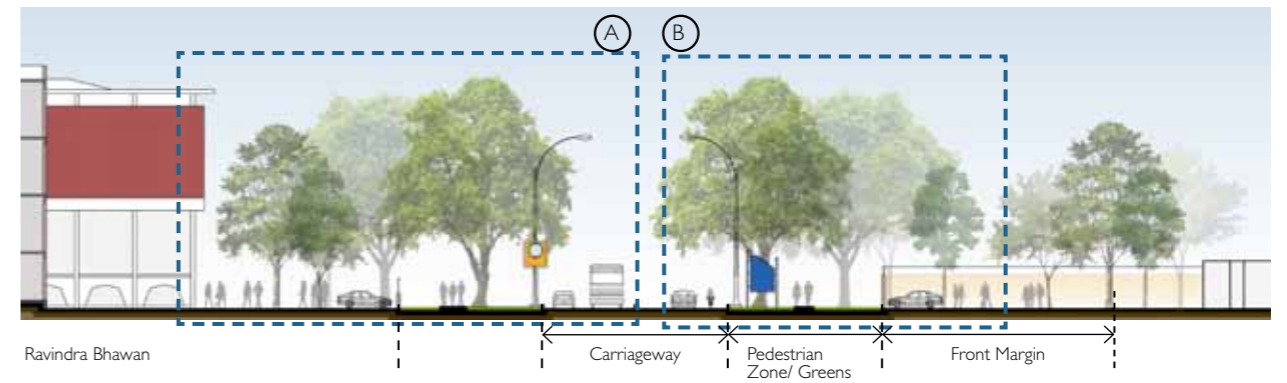 A
B
Ravindra Bhawan
Carriageway
Pedestrian
Zone/ Greens
Front Margin